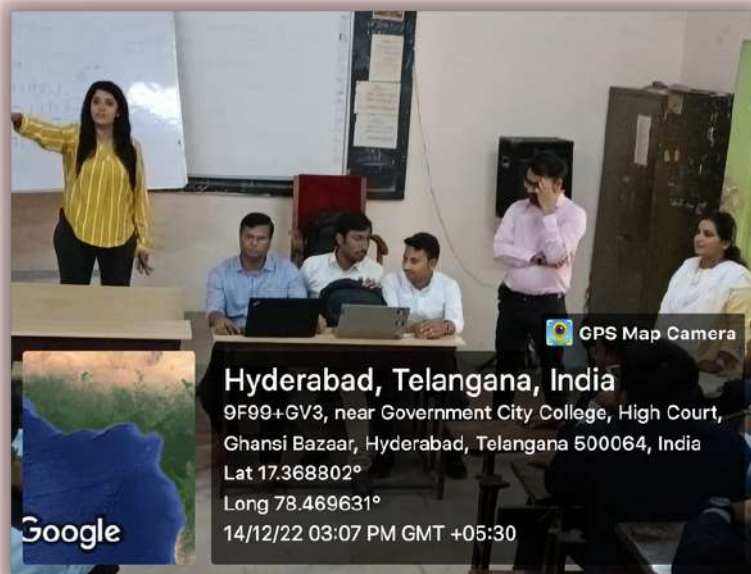 GPS Map Camera
Hyderabad, Telangana, India
9F99+GV3, near Government City College, High Court,
Ghansi Bazaar, Hyderabad, Telangana 500064, India
Lat 17.368802°
Long 78.469631°
14/12/22 03:07 PM GMT +05:30
Google